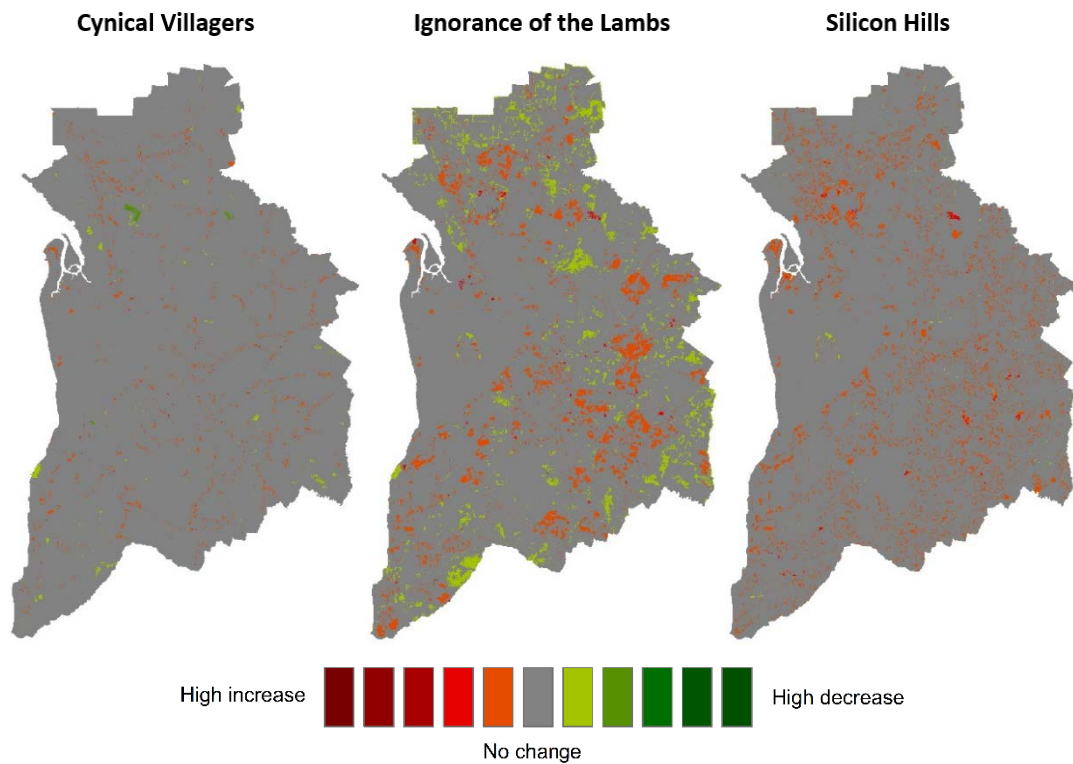 Cynical Villagers
Ignorance of the Lambs
Silicon Hills
High increase
High decrease
No change